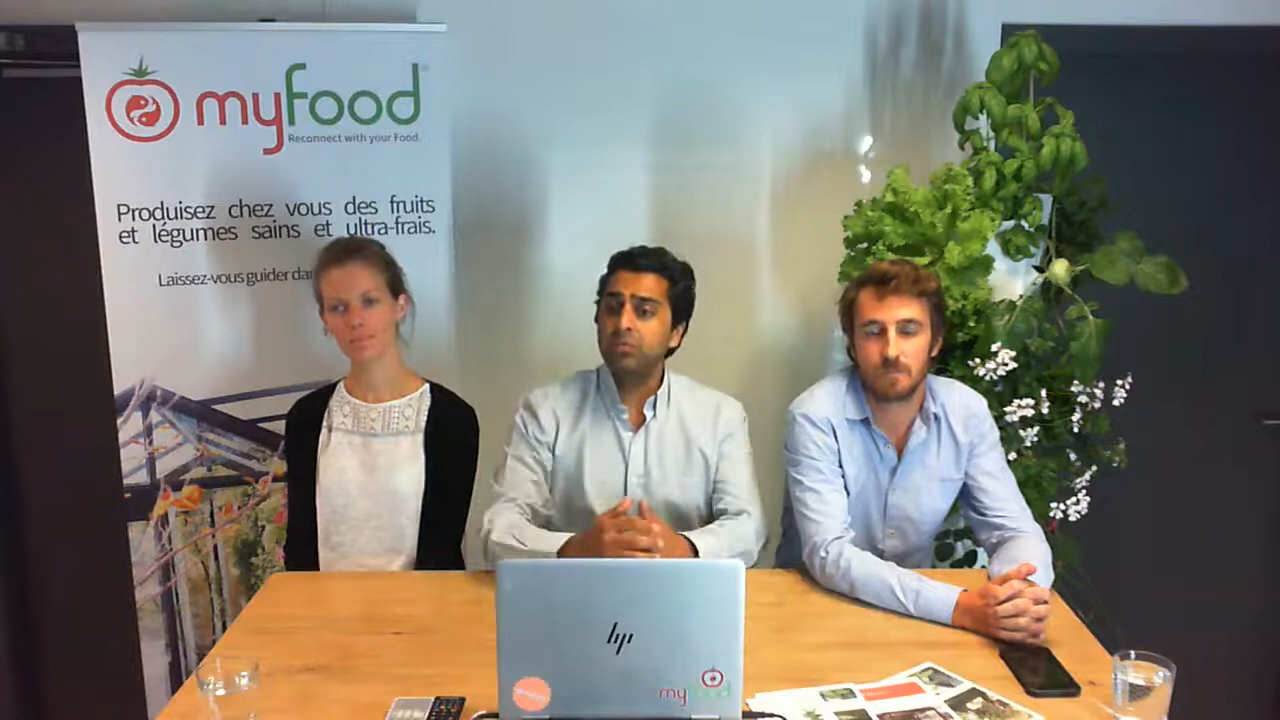 myfood
Reconnect with your Food.
Produisez chez vous des fruits
et légumes sains et ultra-frais.
Laissez-vous guider
hp
myfood